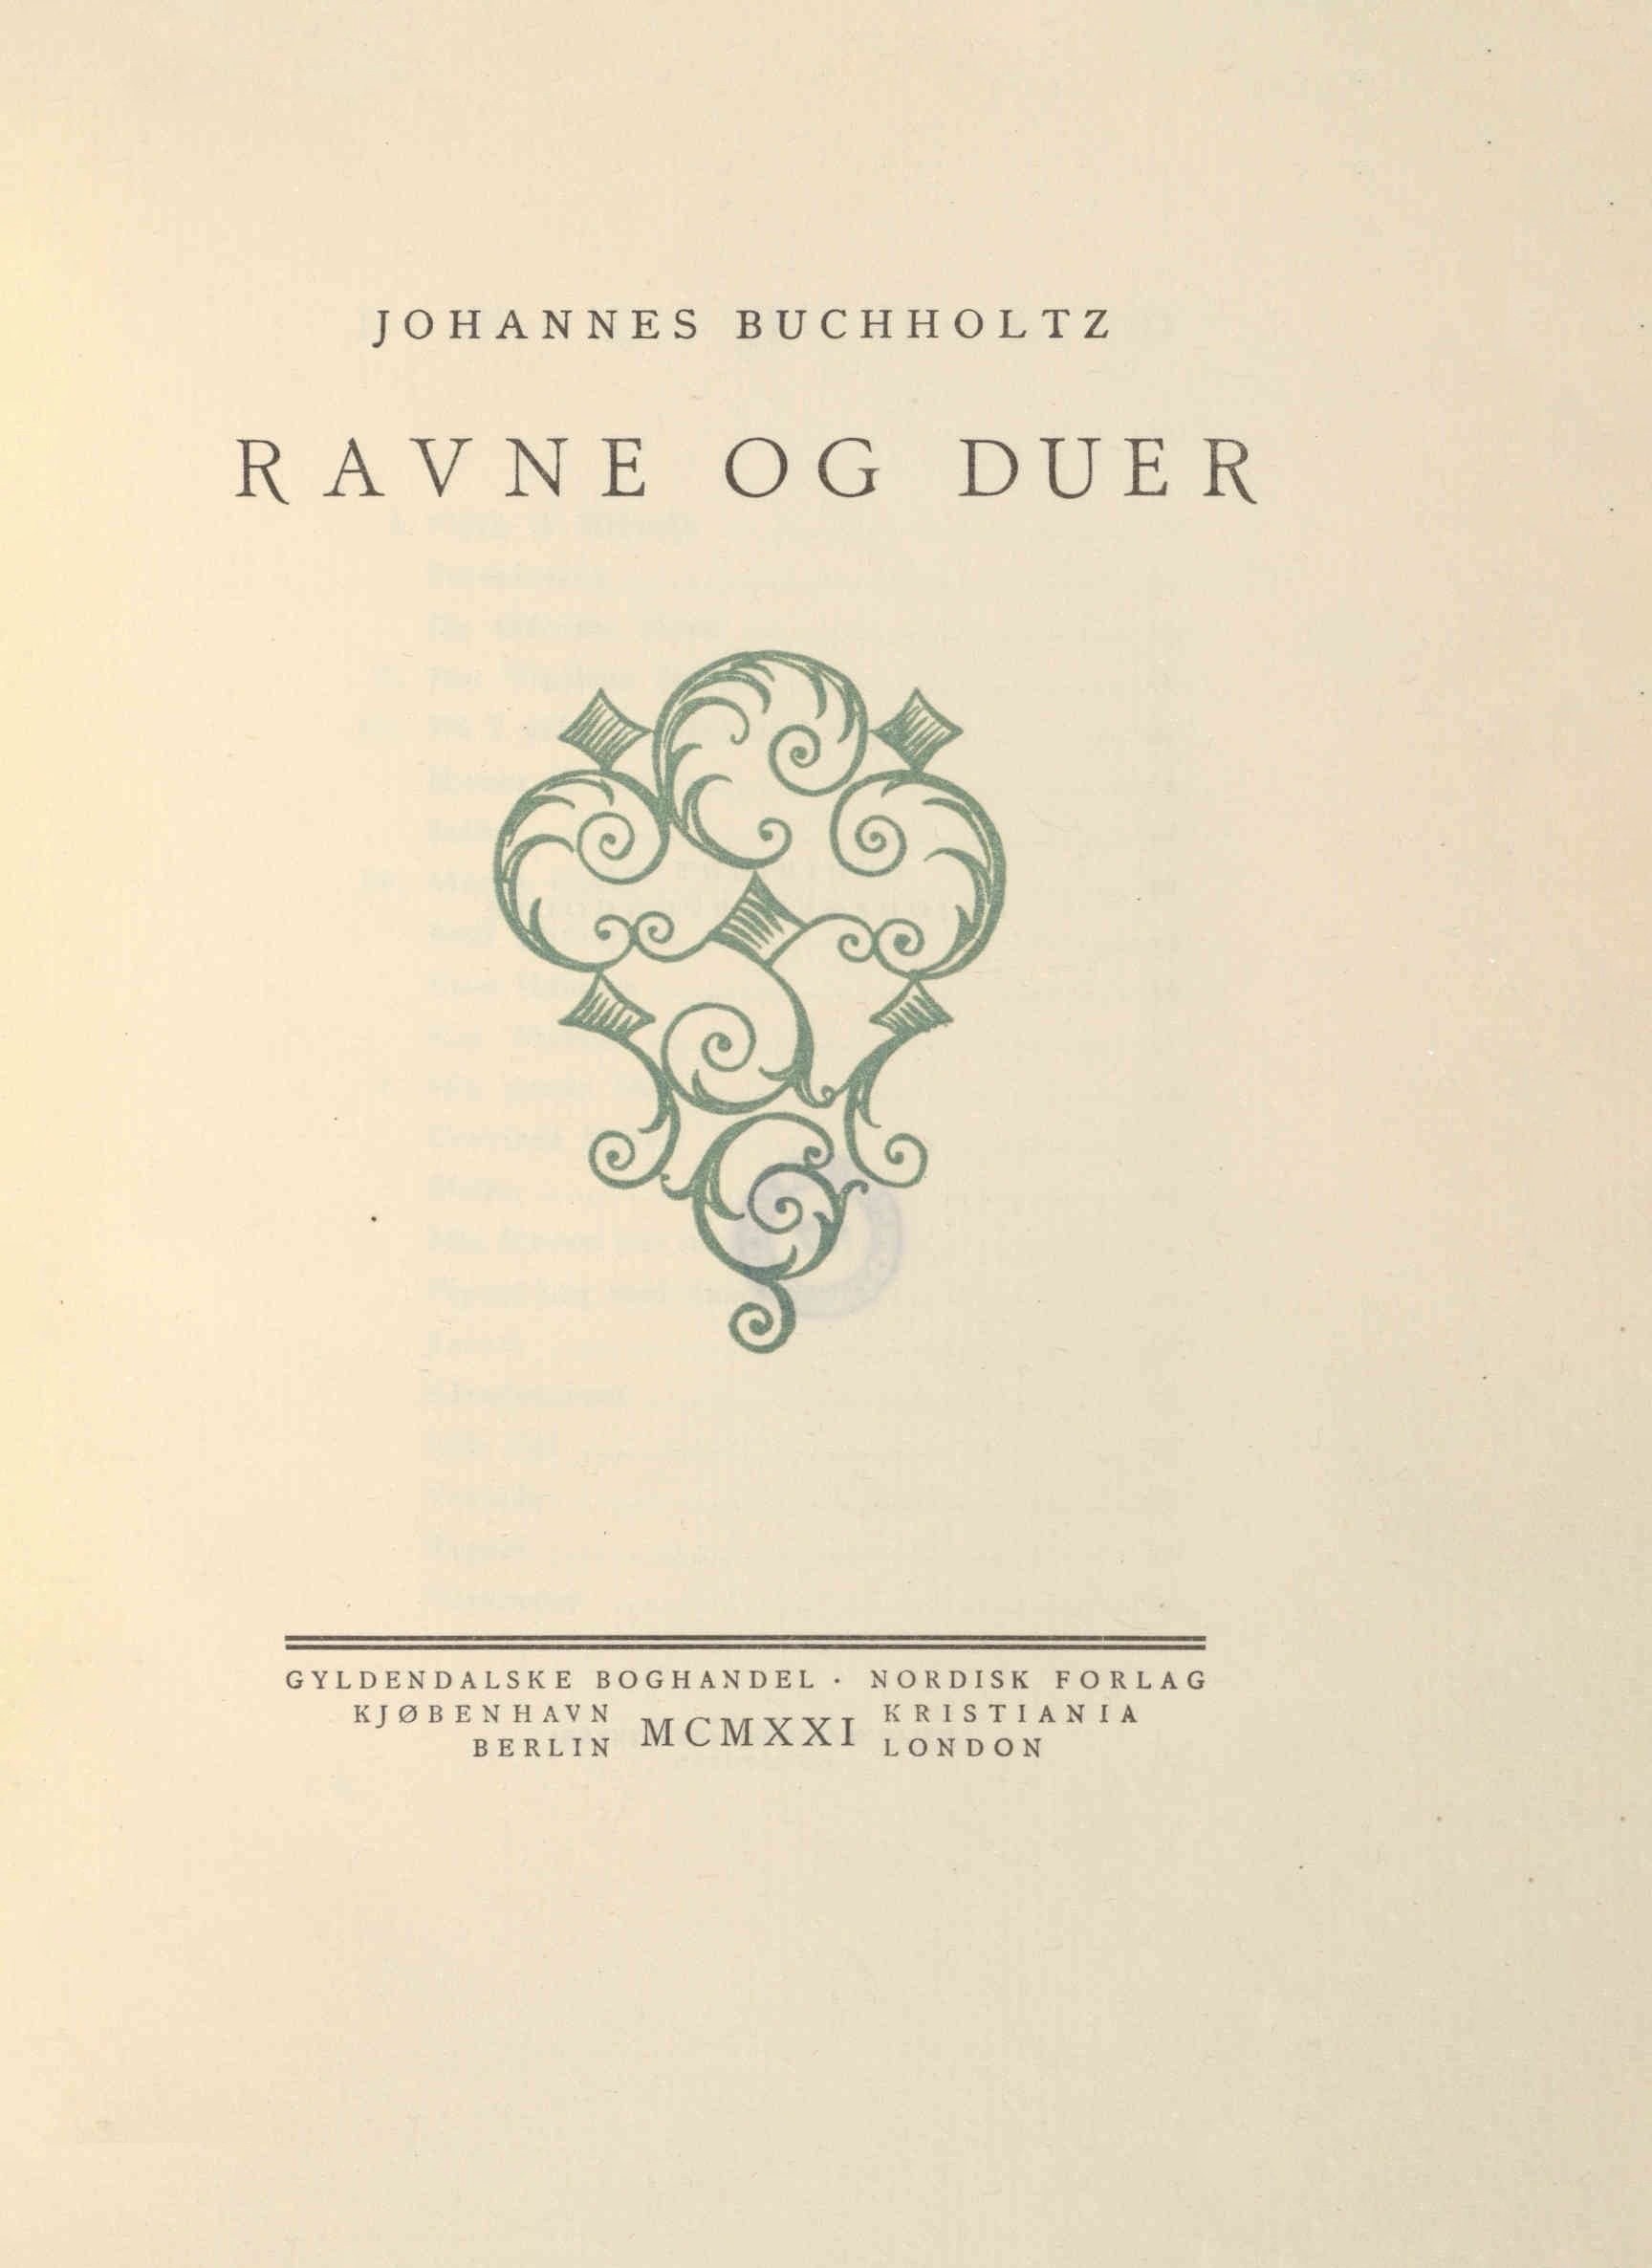 JOHANNES BUCHHOLTZ
RAVNE OG DUER
GYLDENDALSKE BOGHANDEL · NORDISK FORLAG
KJØBENHAVN MCMXXI KRISTIANIA
BERLIN LONDON